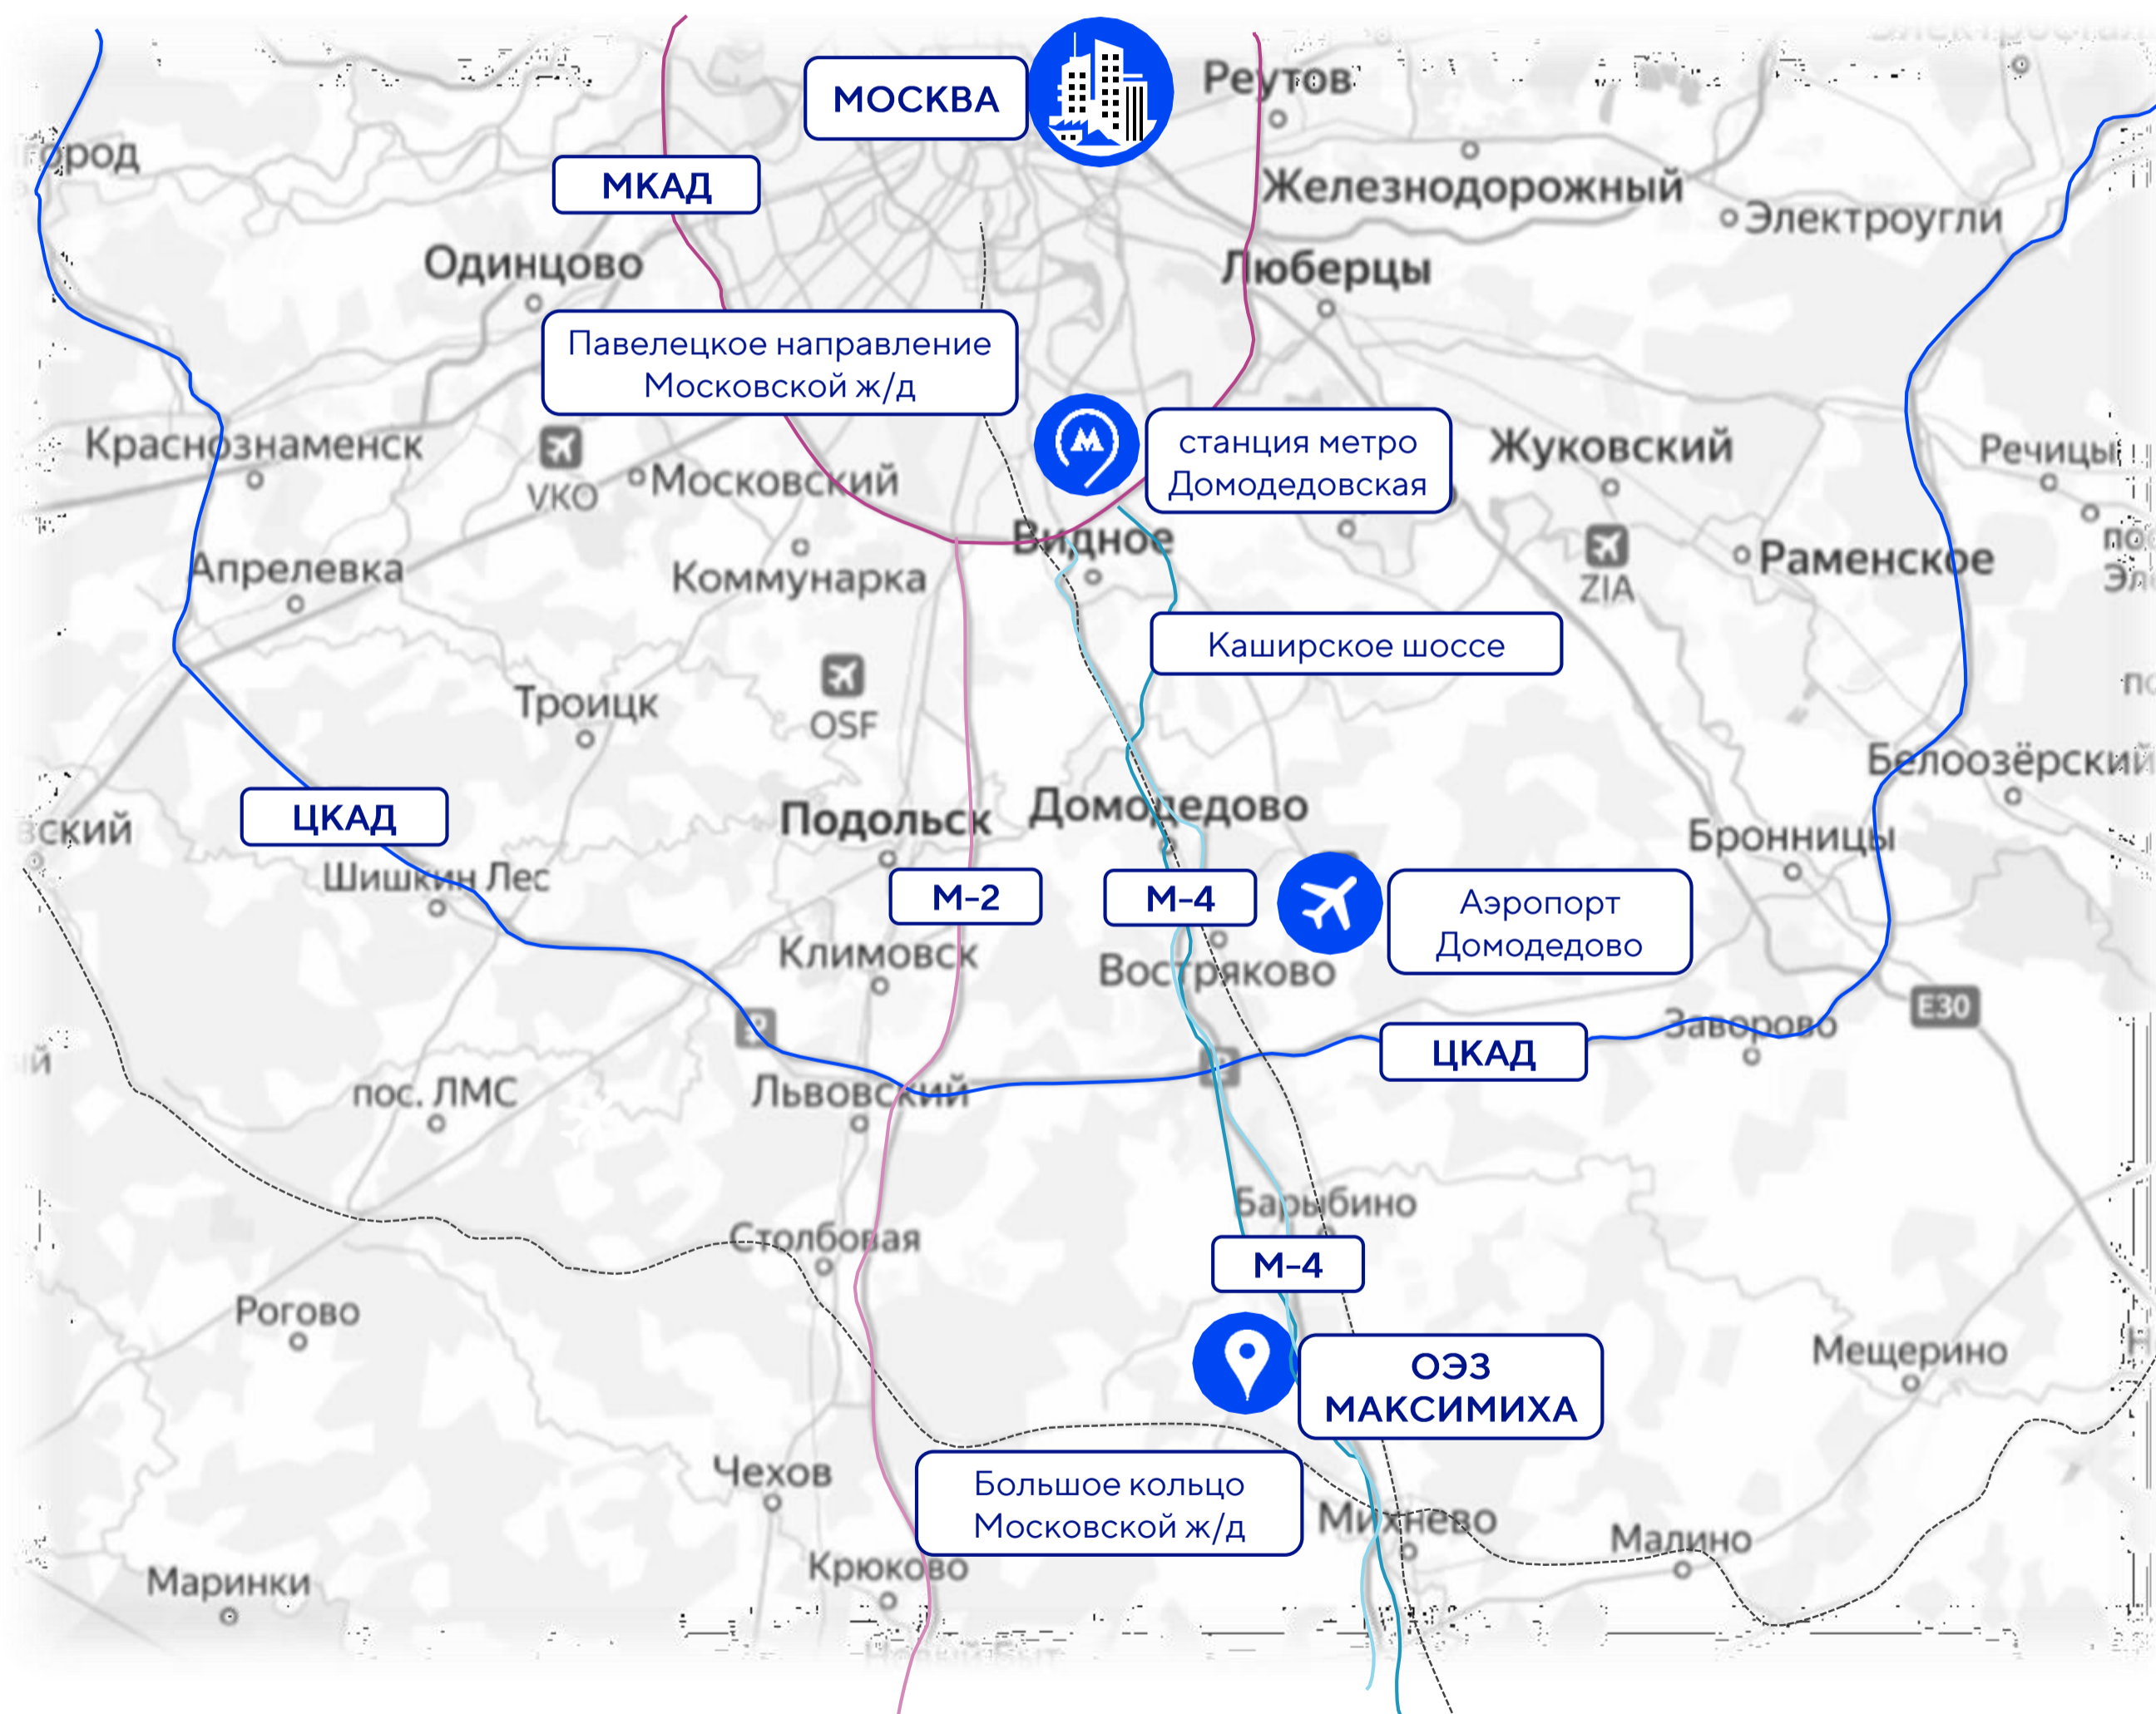 МОСКВА
Реутов
МКАД
Железнодорожный
Электроугли
Одинцово
Люберцы
Павелецкое направление
Московской ж/д
Краснознаменск
VKO
Московский
станция метро
Домодедовская
Жуковский
Речицы
Видное
Апрелевка
Коммунарка
ZIA
Раменское
Каширское шоссе
Троицк
OSF
Белоозёрский
ЦКАД
Подольск
Домодедово
Бронницы
Шишкин Лес
М-2
М-4
Аэропорт
Домодедово
Климовск
Востряково
E30
Заворово
ЦКАД
пос. ЛМС
Львовский
Барыбино
Столбовая
М-4
Рогово
Мещерино
ОЭЗ
МАКСИМИХА
Чехов
Большое кольцо
Московской ж/д
Михнево
Малино
Крюково
Маринки